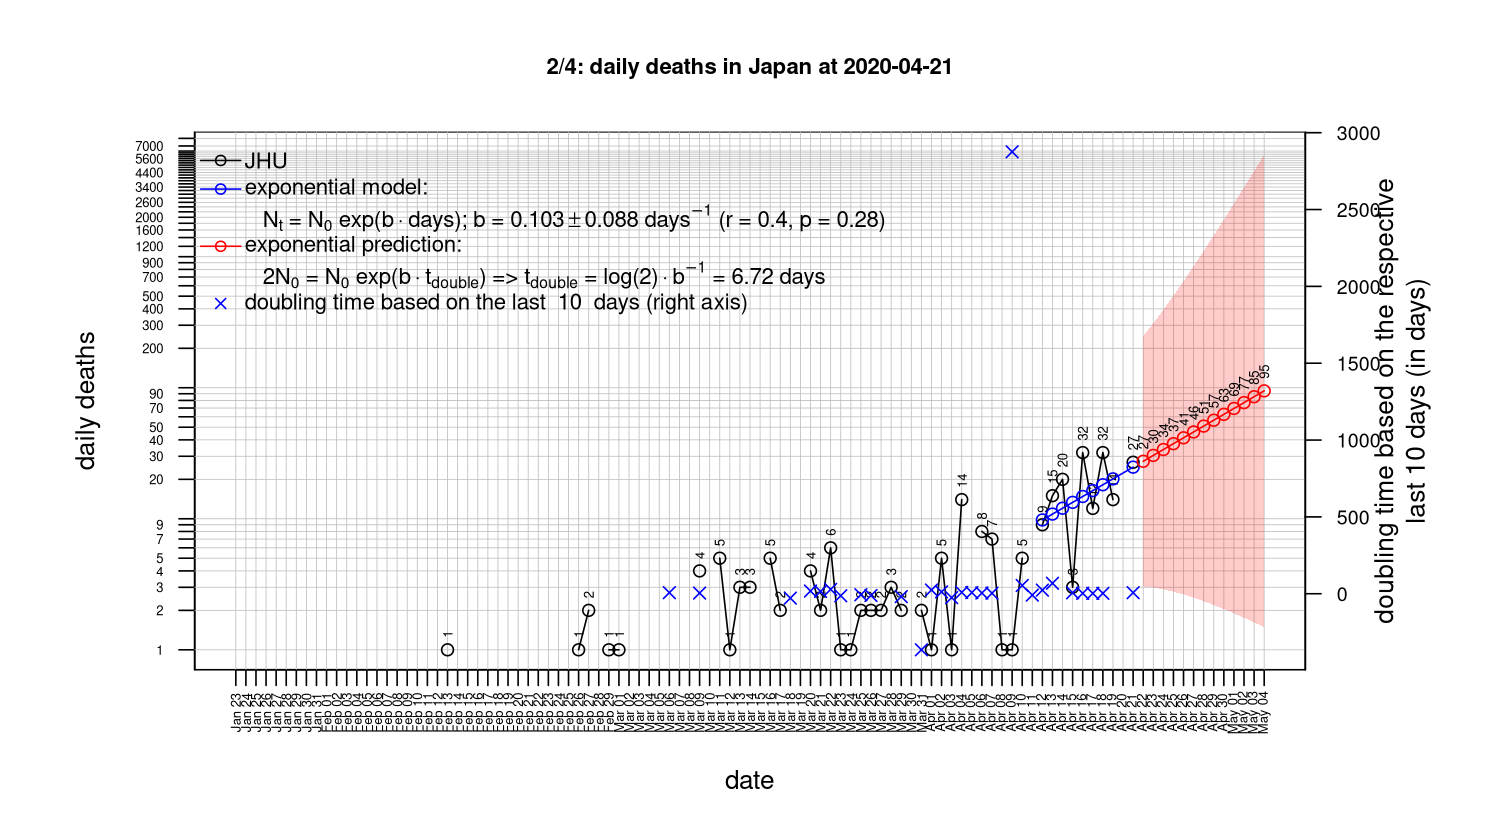 2/4: daily deaths in Japan at 2020-04-21
JHU
exponential model:
Nt = N0 exp(b · days); b = 0.103 ± 0.088 days−1 (r = 0.4, p = 0.28)
exponential prediction:
2N0 = N0 exp(b · tdouble) => tdouble = log(2) · b−1 = 6.72 days
doubling time based on the last 10 days (right axis)
daily deaths
7000
5600
4400
3400
2600
2000
1600
1200
900
700
500
400
300
200
90
70
50
40
30
20
9
7
5
4
3
2
1
3000
2500
2000
1500
1000
500
0
doubling time based on the respective
last 10 days (in days)
1 1 2 1 1 4 5 1 3 3 5 2 4 6 1 1 3 2 1 5 1 14 8 7 1 1 5 9 15 20 3 32 32 27
27 30 34 37 41 46 51 57 63 69 77 85 95
Jan 23 Jan 24 Jan 25 Jan 26 Jan 27 Jan 28 Jan 29 Jan 30 Jan 31 Feb 01 Feb 02 Feb 03 Feb 04 Feb 05 Feb 06 Feb 07 Feb 08 Feb 09 Feb 10 Feb 11 Feb 12 Feb 13 Feb 14 Feb 15 Feb 16 Feb 17 Feb 18 Feb 19 Feb 20 Feb 21 Feb 22 Feb 23 Feb 24 Feb 25 Feb 26 Feb 27 Feb 28 Feb 29 Mar 01 Mar 02 Mar 03 Mar 04 Mar 05 Mar 06 Mar 07 Mar 08 Mar 09 Mar 10 Mar 11 Mar 12 Mar 13 Mar 14 Mar 15 Mar 16 Mar 17 Mar 18 Mar 19 Mar 20 Mar 21 Mar 22 Mar 23 Mar 24 Mar 25 Mar 26 Mar 27 Mar 28 Mar 29 Mar 30 Mar 31 Apr 01 Apr 02 Apr 03 Apr 04 Apr 05 Apr 06 Apr 07 Apr 08 Apr 09 Apr 10 Apr 11 Apr 12 Apr 13 Apr 14 Apr 15 Apr 16 Apr 17 Apr 18 Apr 19 Apr 20 Apr 21 Apr 22 Apr 23 Apr 24 Apr 25 Apr 26 Apr 27 Apr 28 Apr 29 Apr 30 May 01 May 02 May 03 May 04
date